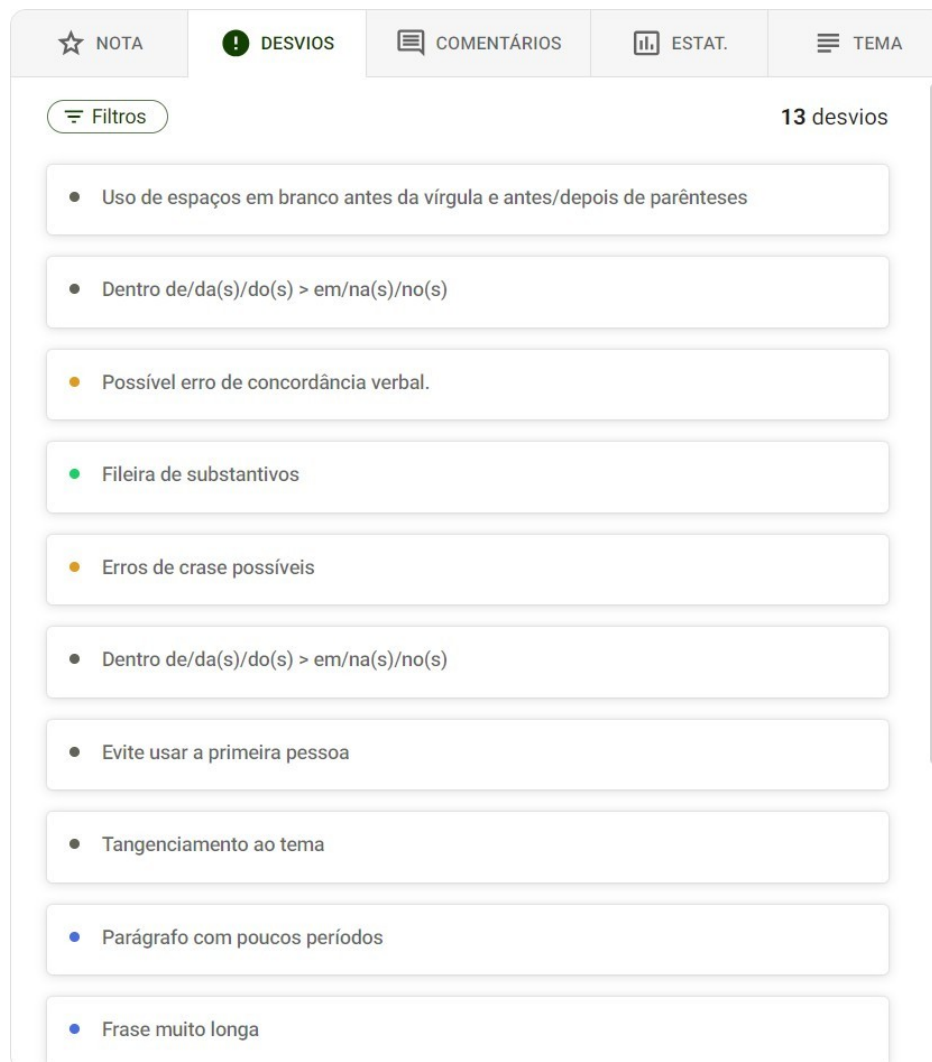 NOTA
DESVIOS
COMENTÁRIOS
ESTAT.
TEMA
Filtros
13 desvios
Uso de espaços em branco antes da vírgula e antes/depois de parênteses
Dentro de/da(s)/do(s) > em/na(s)/no(s)
Possível erro de concordância verbal.
Fileira de substantivos
Erros de crase possíveis
Dentro de/da(s)/do(s) > em/na(s)/no(s)
Evite usar a primeira pessoa
Tangenciamento ao tema
Parágrafo com poucos períodos
Frase muito longa